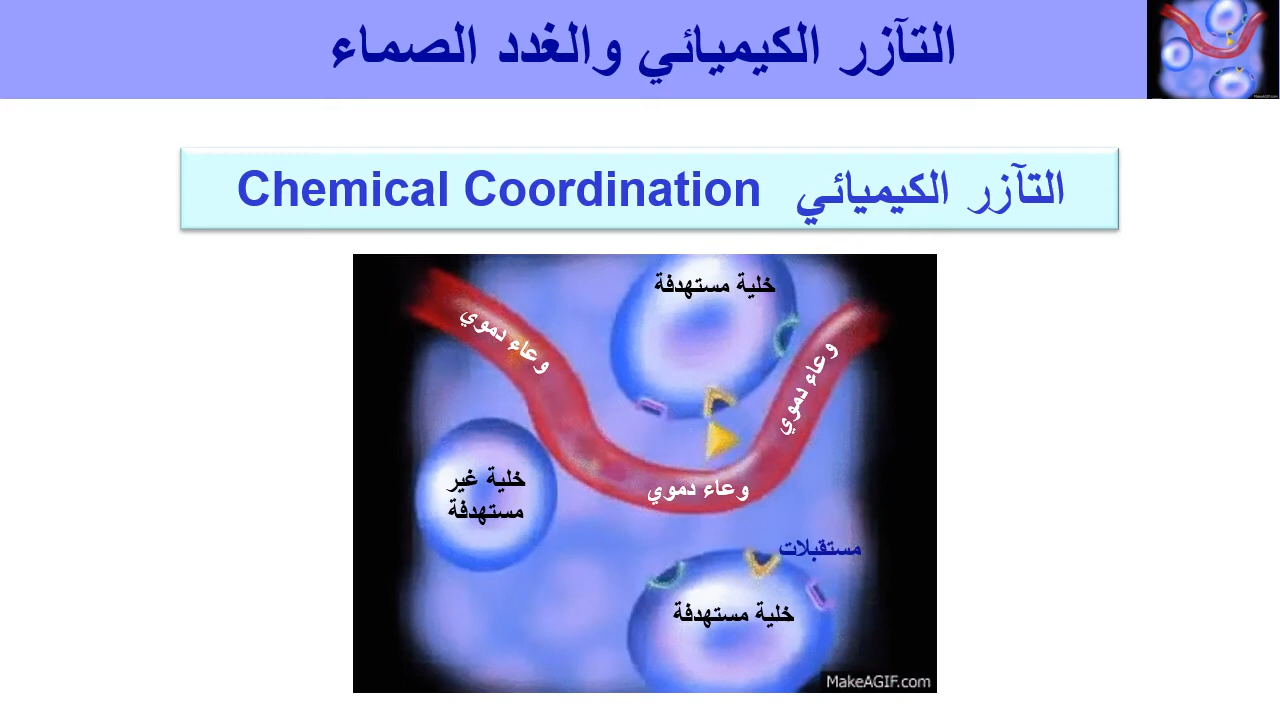 التآزر الكيميائي والغدد الصماء
التآزر الكيميائي Chemical Coordination
خلية مستهدفة
وعاء دموي
وعاء دموي
خلية غير
مستهدفة
وعاء دموي
مستقبلات
خلية مستهدفة
MakeAGIF.com